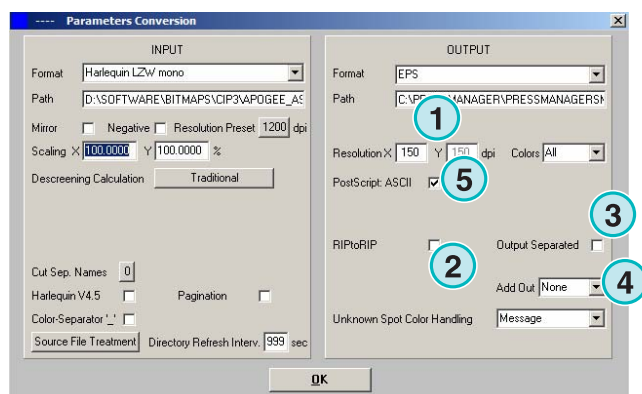 ---- Parameters Conversion
INPUT
Format Harlequin LZW mono
Path D:\SOFTWARE\BITMAPS\CIP3\APOGEE_AS
Mirror Negative Resolution Preset 1200 dpi
Scaling X 100.0000 Y 100.0000 %
Descreening Calculation Traditional
Cut Sep. Names 0
Harlequin V4.5 Pagination
Color-Separator '_'
Source File Treatment Directory Refresh Interv. 999 sec
OUTPUT
Format EPS
Path
1
Resolution X 150 Y 150 dpi Colors All
PostScript: ASCII 5
3
RIPtoRIP 2 Output Separated
Add Out None 4
Unknown Spot Color Handling Message
OK